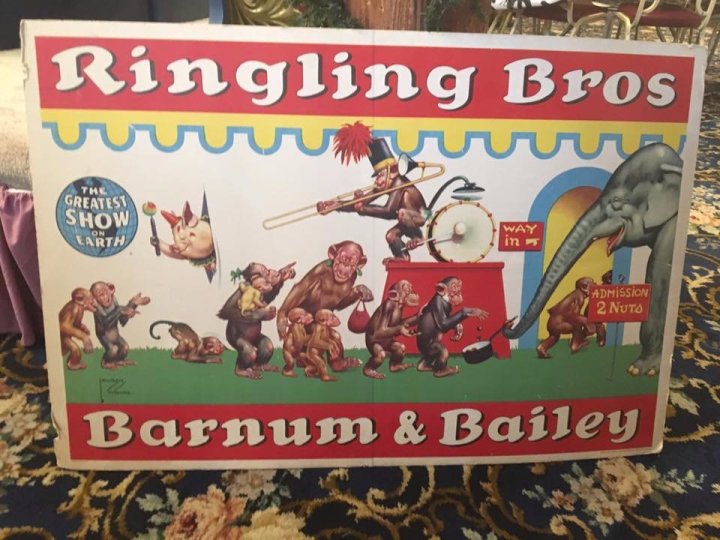 Ringling Bros
THE
GREATEST
SHOW
ON
EARTH
WAY
in
ADMISSION
2 NUTS
Barnum & Bailey